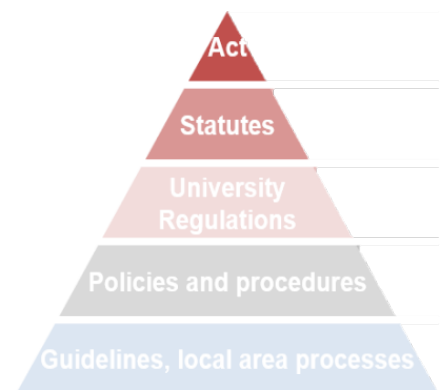 Act
Statutes
University
Regulations
Policies and procedures
Guidelines, local area processes